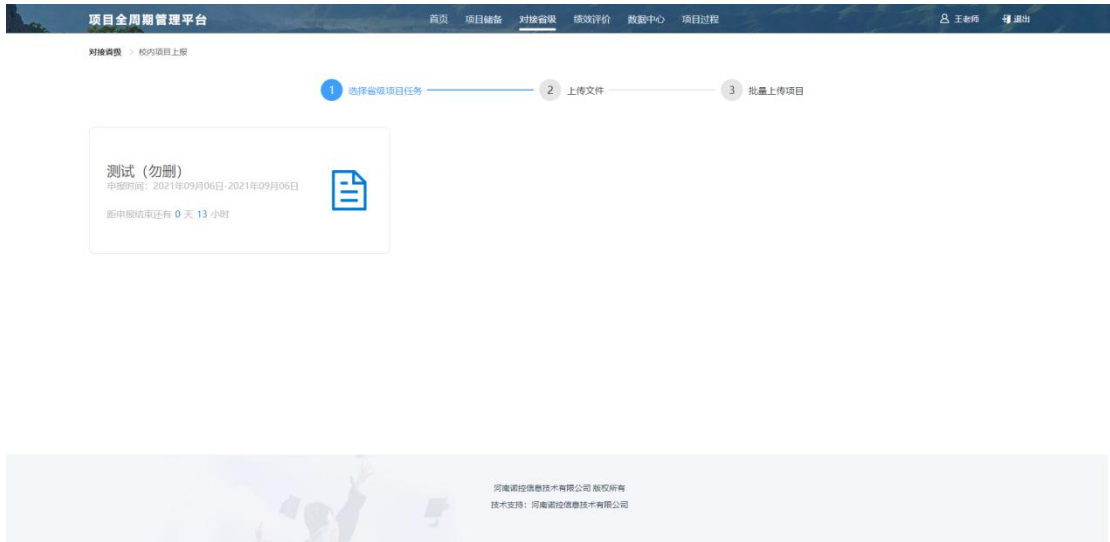 项目全周期管理平台 首页 项目储备 对接省级 绩效评价 数据中心 项目过程 王老师 退出
对接省级 > 校内项目上报
1 选择省级项目任务 2 上传文件 3 批量上传项目
测试（勿删）
申报时间：2021年09月06日-2021年09月06日
距申报结束还有 0 天 13 小时
河南诺控信息技术有限公司 版权所有
技术支持：河南诺控信息技术有限公司